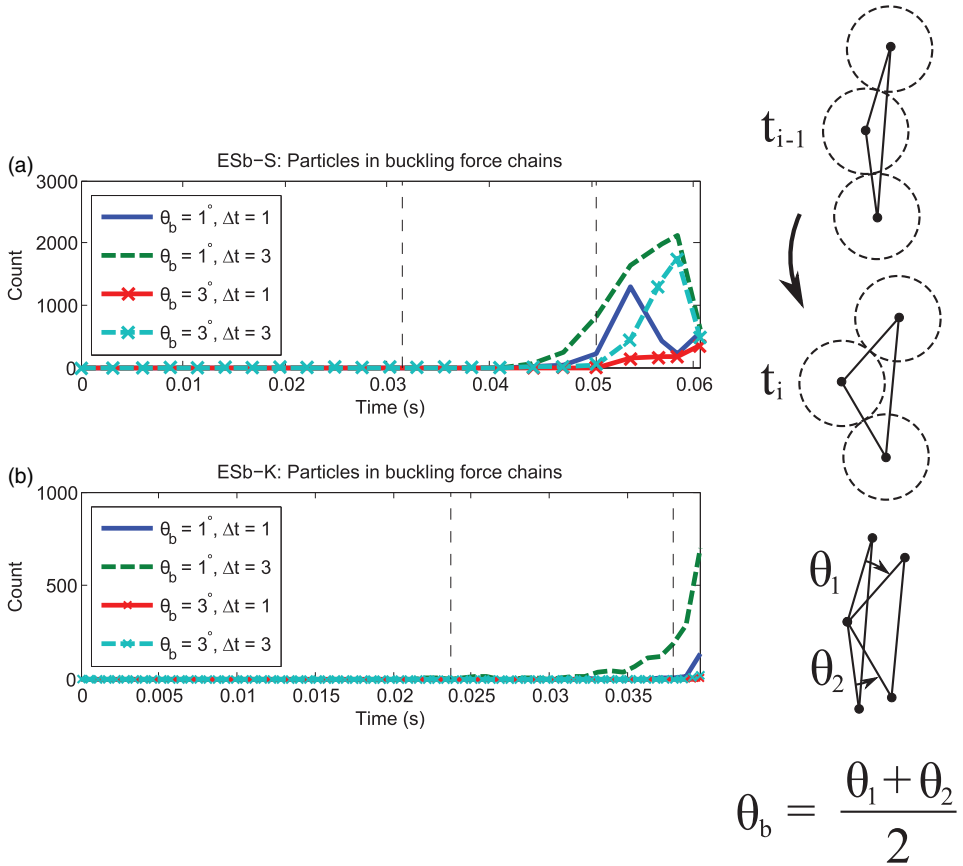 (a)
ESb−S: Particles in buckling force chains
3000
2000
1000
0
Count
θb = 1°, Δt = 1
θb = 1°, Δt = 3
θb = 3°, Δt = 1
θb = 3°, Δt = 3
0 0.01 0.02 0.03 0.04 0.05 0.06
Time (s)
(b)
ESb−K: Particles in buckling force chains
1000
500
0
Count
θb = 1°, Δt = 1
θb = 1°, Δt = 3
θb = 3°, Δt = 1
θb = 3°, Δt = 3
0 0.005 0.01 0.015 0.02 0.025 0.03 0.035
Time (s)
ti-1
ti
θ1
θ2
θb = θ1 + θ2 / 2